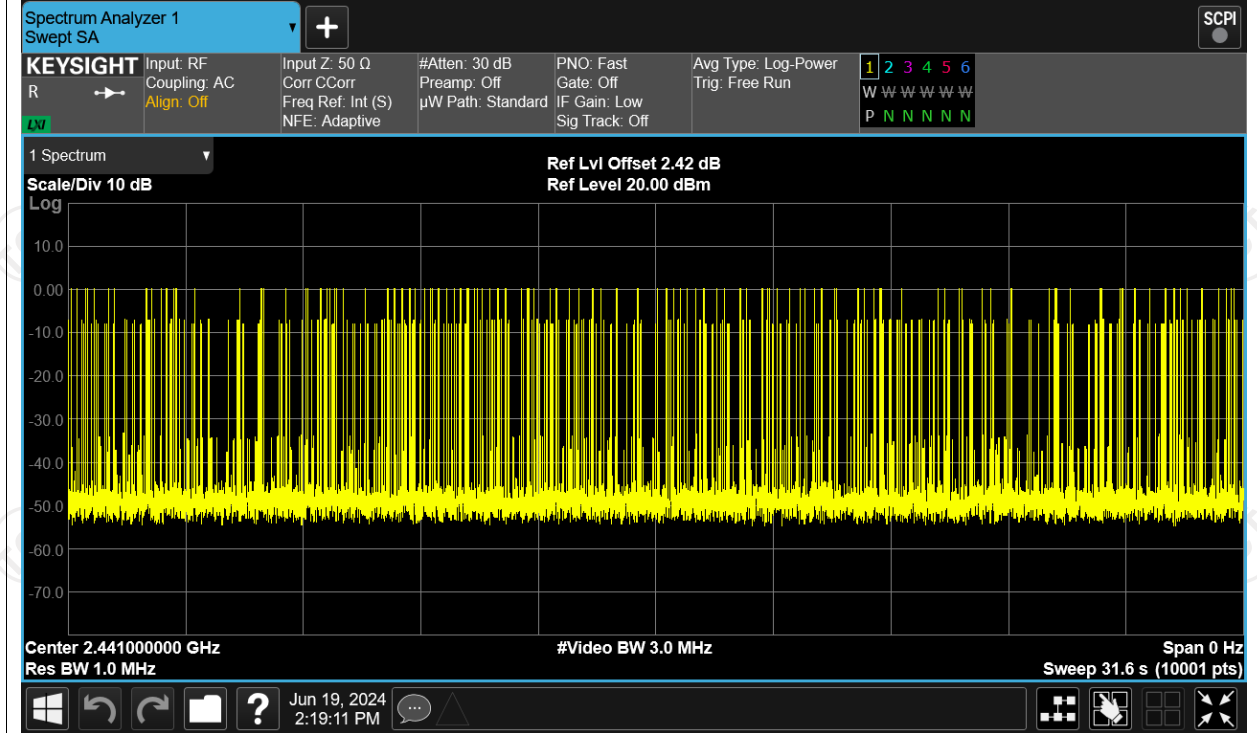 Spectrum Analyzer 1
Swept SA
SCPI
KEYSIGHT
R
LXI
Input: RF
Coupling: AC
Align: Off
Input Z: 50 Ω
Corr CCorr
Freq Ref: Int (S)
NFE: Adaptive
#Atten: 30 dB
Preamp: Off
µW Path: Standard
PNO: Fast
Gate: Off
IF Gain: Low
Sig Track: Off
Avg Type: Log-Power
Trig: Free Run
1 2 3 4 5 6
W W W W W W
P N N N N N
1 Spectrum
Scale/Div 10 dB
Ref Lvl Offset 2.42 dB
Ref Level 20.00 dBm
Log
10.0
0.00
-10.0
-20.0
-30.0
-40.0
-50.0
-60.0
-70.0
Center 2.441000000 GHz
#Video BW 3.0 MHz
Span 0 Hz
Res BW 1.0 MHz
Sweep 31.6 s (10001 pts)
?
Jun 19, 2024
2:19:11 PM